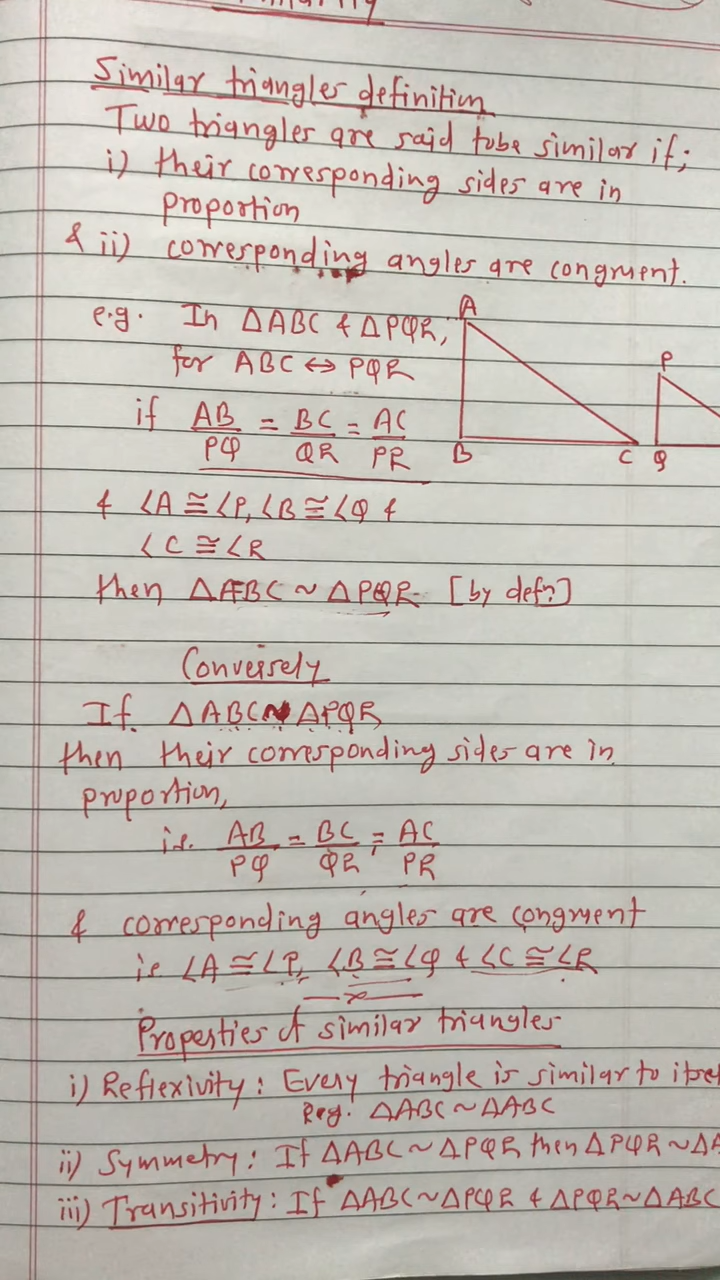 Similar triangles definition
Two triangles are said tobe similar if;
i) their corresponding sides are in
proportion
& ii) corresponding angles are congruent.
e.g. In ΔABC & ΔPQR,
for ABC ↔ PQR
if AB/PQ = BC/QR = AC/PR
A
B
C
P
Q
& ∠A ≅ ∠P, ∠B ≅ ∠Q &
∠C ≅ ∠R
then ΔABC ~ ΔPQR [by defn]
Conversely
If ΔABC ~ ΔPQR
then their corresponding sides are in
proportion,
i.e. AB/PQ = BC/QR = AC/PR
& corresponding angles are congruent
ie ∠A ≅ ∠P, ∠B ≅ ∠Q & ∠C ≅ ∠R
—x—
Properties of similar triangles
i) Reflexivity: Every triangle is similar to itsel
e.g. ΔABC ~ ΔABC
ii) Symmetry: If ΔABC ~ ΔPQR then ΔPQR ~ ΔA
iii) Transitivity: If ΔABC ~ ΔPQR & ΔPQR ~ ΔABC